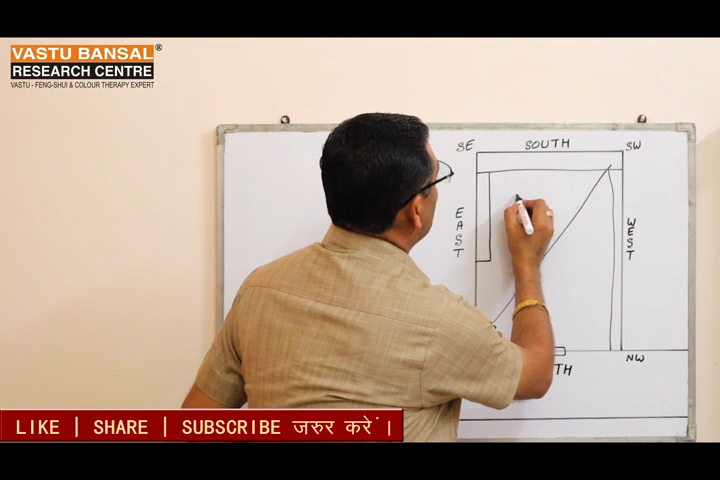 VASTU BANSAL®
RESEARCH CENTRE
VASTU - FENG-SHUI & COLOUR THERAPY EXPERT
SE SOUTH SW
EAST
WEST
NW
TH
LIKE | SHARE | SUBSCRIBE जरुर करें।